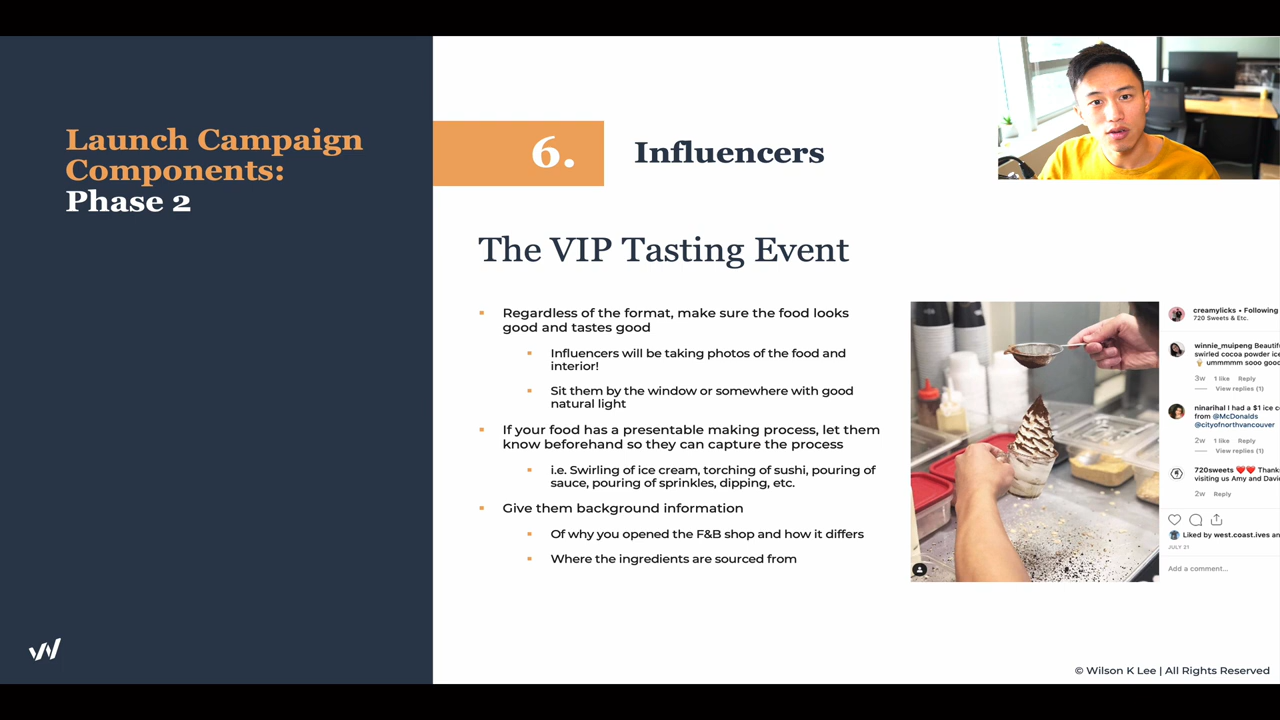 Launch Campaign
Components:
Phase 2
6.
Influencers
The VIP Tasting Event
Regardless of the format, make sure the food looks
good and tastes good
Influencers will be taking photos of the food and
interior!
Sit them by the window or somewhere with good
natural light
If your food has a presentable making process, let them
know beforehand so they can capture the process
i.e. Swirling of ice cream, torching of sushi, pouring of
sauce, pouring of sprinkles, dipping, etc.
Give them background information
Of why you opened the F&B shop and how it differs
Where the ingredients are sourced from
creamylicks • Following
720 Sweets & Etc.
winnie_muipeng Beautif
swirled cocoa powder ice
🍦 ummmmm sooo good
3w 1 like Reply
View replies (1)
ninarihal I had a $1 ice c
from @McDonalds
@cityofnorthvancouver
2w 1 like Reply
View replies (1)
720sweets ❤️❤️ Thank
visiting us Amy and David
2w Reply
Liked by west.coast.ives an
JULY 21
Add a comment...
© Wilson K Lee | All Rights Reserved